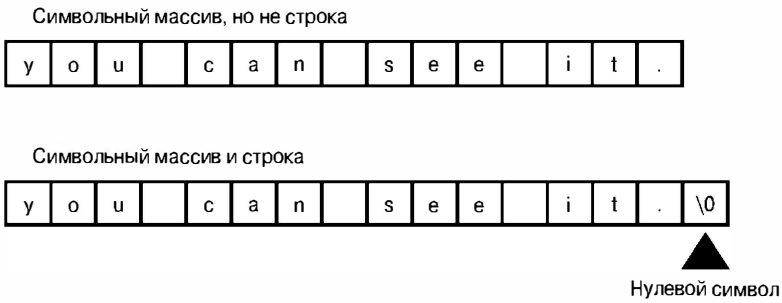 Символьный массив, но не строка
y o u c a n s e e i t .
Символьный массив и строка
y o u c a n s e e i t . \0
Нулевой символ